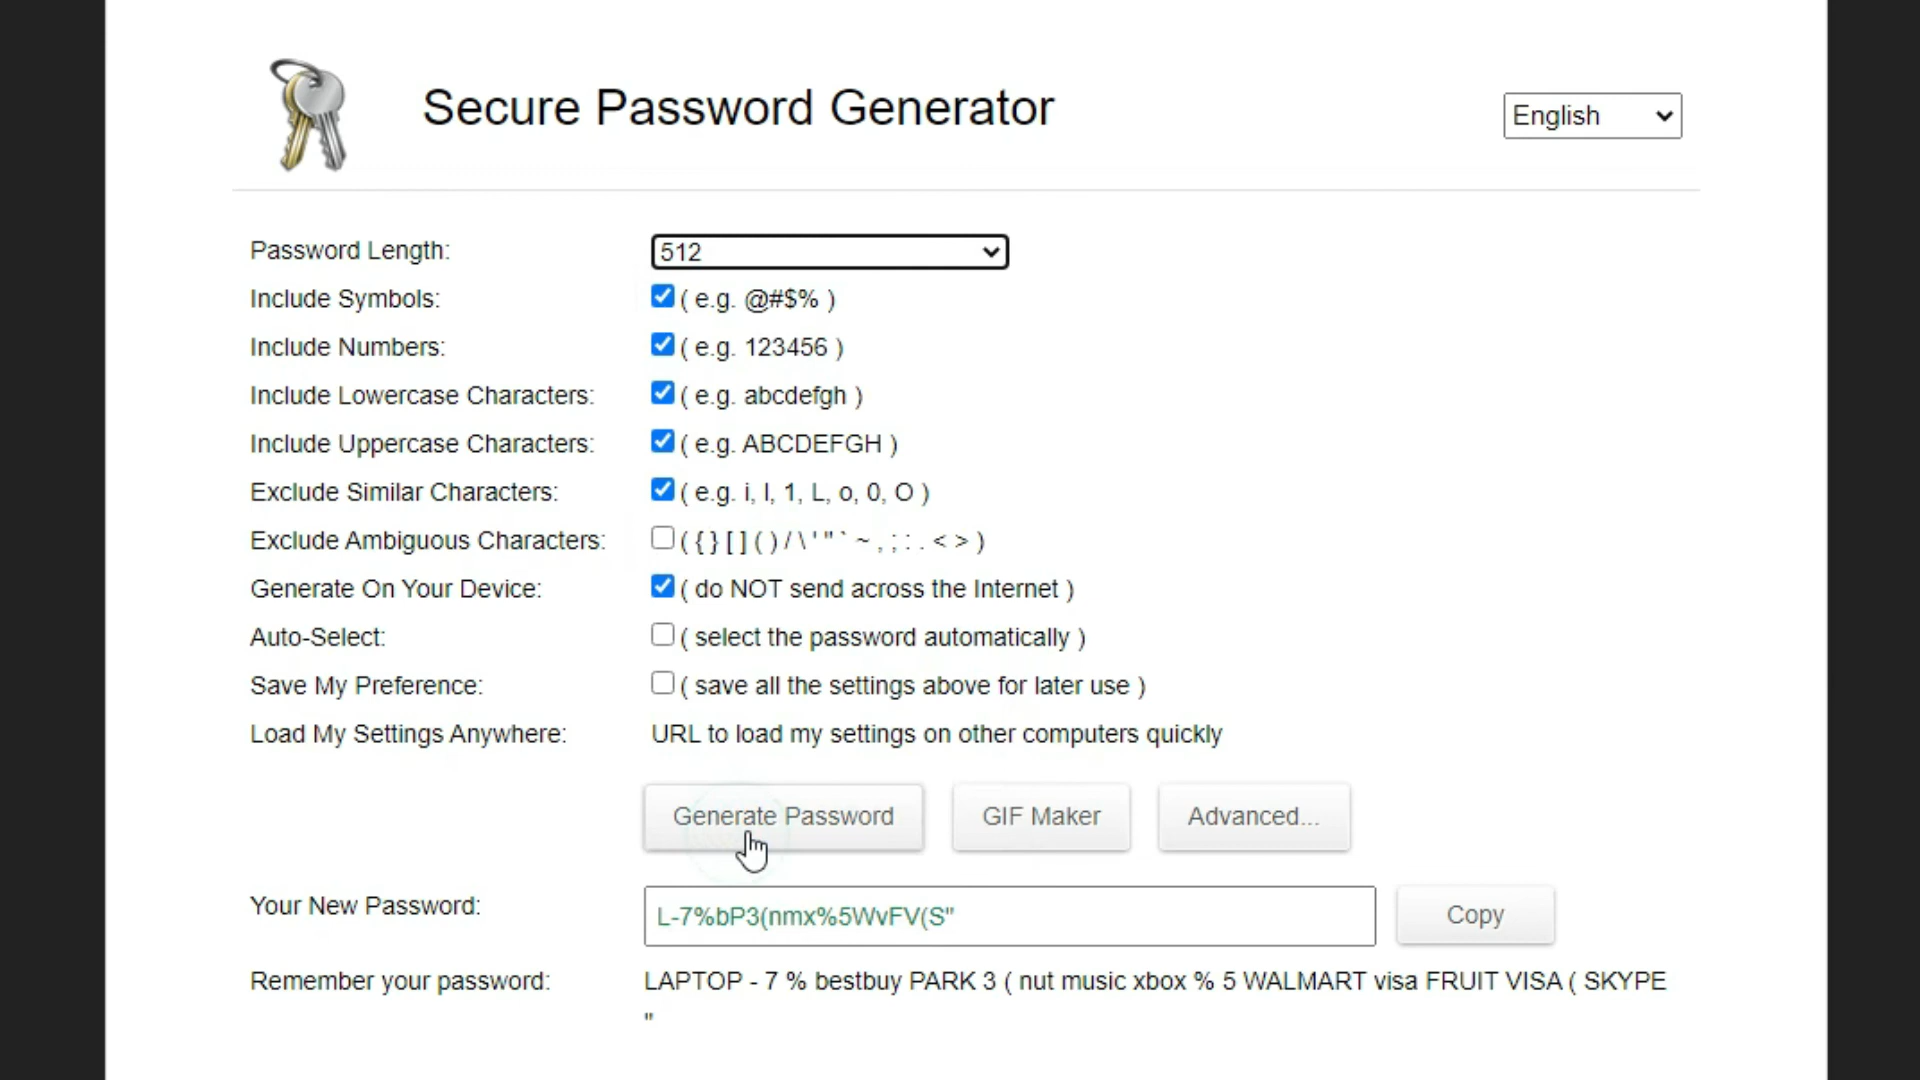 Secure Password Generator
English
Password Length: 512
Include Symbols: ( e.g. @#$% )
Include Numbers: ( e.g. 123456 )
Include Lowercase Characters: ( e.g. abcdefgh )
Include Uppercase Characters: ( e.g. ABCDEFGH )
Exclude Similar Characters: ( e.g. i, l, 1, L, o, 0, O )
Exclude Ambiguous Characters: ( { } [ ] ( ) / \ ' " ` ~ , ; : . < > )
Generate On Your Device: ( do NOT send across the Internet )
Auto-Select: ( select the password automatically )
Save My Preference: ( save all the settings above for later use )
Load My Settings Anywhere: URL to load my settings on other computers quickly
Generate Password GIF Maker Advanced...
Your New Password: L-7%bP3(nmx%5WvFV(S" Copy
Remember your password: LAPTOP - 7 % bestbuy PARK 3 ( nut music xbox % 5 WALMART visa FRUIT VISA ( SKYPE
"